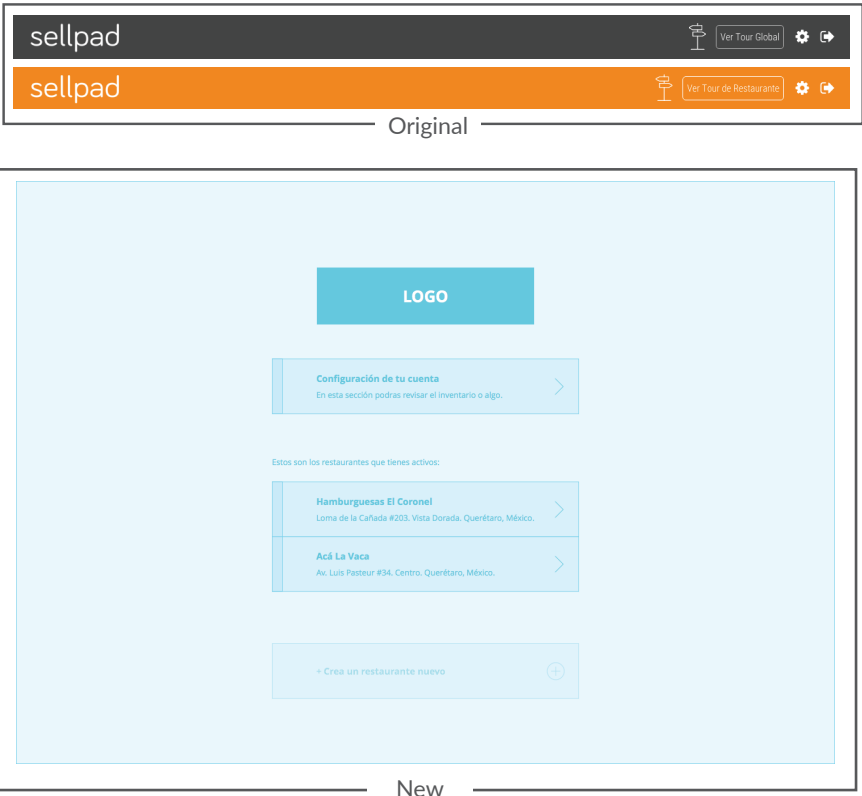 sellpad
Ver Tour Global
sellpad
Ver Tour de Restaurante
Original
LOGO
Configuración de tu cuenta
En esta sección podras revisar el inventario o algo.
Estos son los restaurantes que tienes activos:
Hamburguesas El Coronel
Loma de la Cañada #203. Vista Dorada. Querétaro, México.
Acá La Vaca
Av. Luis Pasteur #34. Centro. Querétaro, México.
+ Crea un restaurante nuevo
New